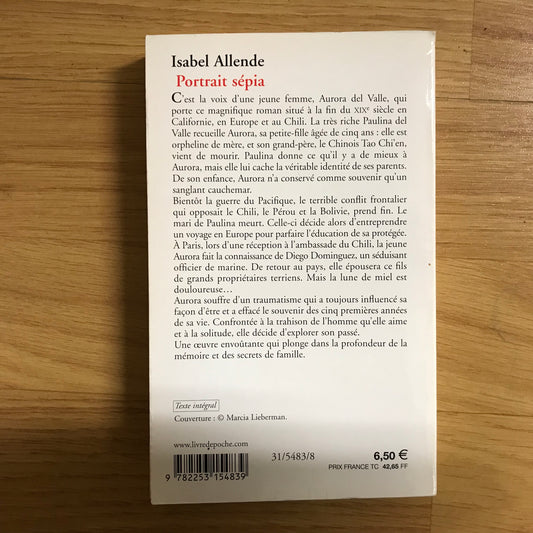 Isabel Allende
Portrait sépia
C'est la voix d'une jeune femme, Aurora del Valle, qui
porte ce magnifique roman situé à la fin du XIXe siècle en
Californie, en Europe et au Chili. La très riche Paulina del
Valle recueille Aurora, sa petite-fille âgée de cinq ans : elle est
orpheline de mère, et son grand-père, le Chinois Tao Chi'en,
vient de mourir. Paulina donne ce qu'il y a de mieux à
Aurora, mais elle lui cache la véritable identité de ses parents.
De son enfance, Aurora n'a conservé comme souvenir qu'un
sanglant cauchemar.
Bientôt la guerre du Pacifique, le terrible conflit frontalier
qui opposait le Chili, le Pérou et la Bolivie, prend fin. Le
mari de Paulina meurt. Celle-ci décide alors d'entreprendre
un voyage en Europe pour parfaire l'éducation de sa protégée.
À Paris, lors d'une réception à l'ambassade du Chili, la jeune
Aurora fait la connaissance de Diego Dominguez, un séduisant
officier de marine. De retour au pays, elle épousera ce fils
de grands propriétaires terriens. Mais la lune de miel est
douloureuse…
Aurora souffre d'un traumatisme qui a toujours influencé sa
façon d'être et a effacé le souvenir des cinq premières années
de sa vie. Confrontée à la trahison de l'homme qu'elle aime
et à la solitude, elle décide d'explorer son passé.
Une œuvre envoûtante qui plonge dans la profondeur de la
mémoire et des secrets de famille.
Texte intégral
Couverture : © Marcia Lieberman.
www.livredepoche.com
31/5483/8
6,50 €
PRIX FRANCE TC 42,65 FF
9 782253 154839